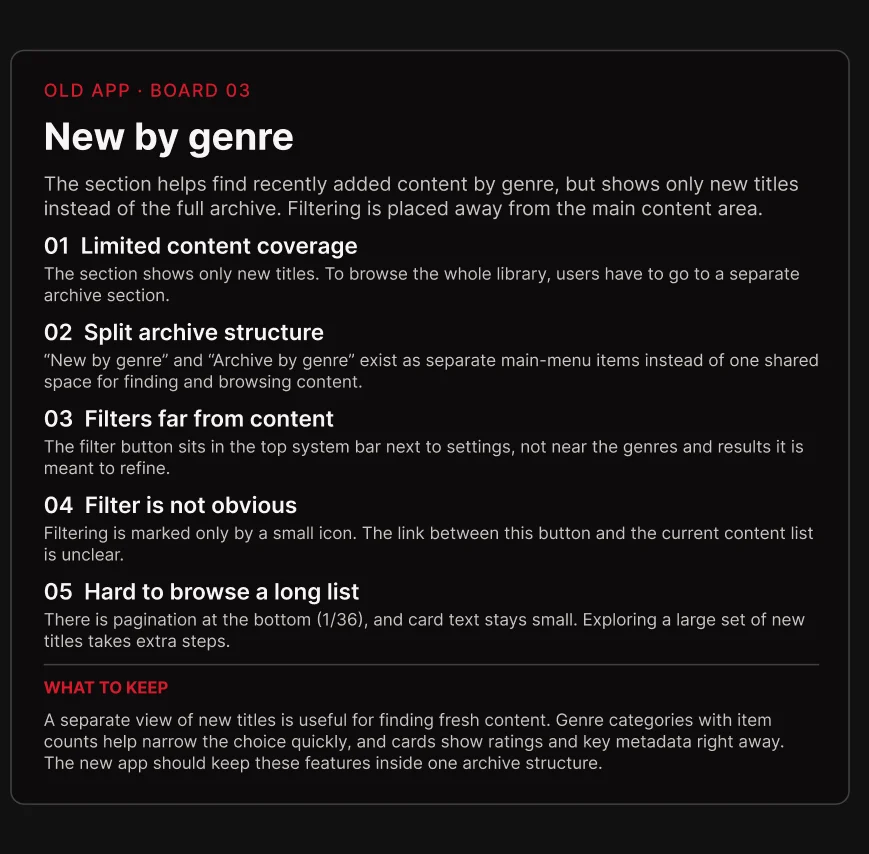 OLD APP · BOARD 03
New by genre
The section helps find recently added content by genre, but shows only new titles
instead of the full archive. Filtering is placed away from the main content area.
01 Limited content coverage
The section shows only new titles. To browse the whole library, users have to go to a separate
archive section.
02 Split archive structure
“New by genre” and “Archive by genre” exist as separate main-menu items instead of one shared
space for finding and browsing content.
03 Filters far from content
The filter button sits in the top system bar next to settings, not near the genres and results it is
meant to refine.
04 Filter is not obvious
Filtering is marked only by a small icon. The link between this button and the current content list
is unclear.
05 Hard to browse a long list
There is pagination at the bottom (1/36), and card text stays small. Exploring a large set of new
titles takes extra steps.
WHAT TO KEEP
A separate view of new titles is useful for finding fresh content. Genre categories with item
counts help narrow the choice quickly, and cards show ratings and key metadata right away.
The new app should keep these features inside one archive structure.